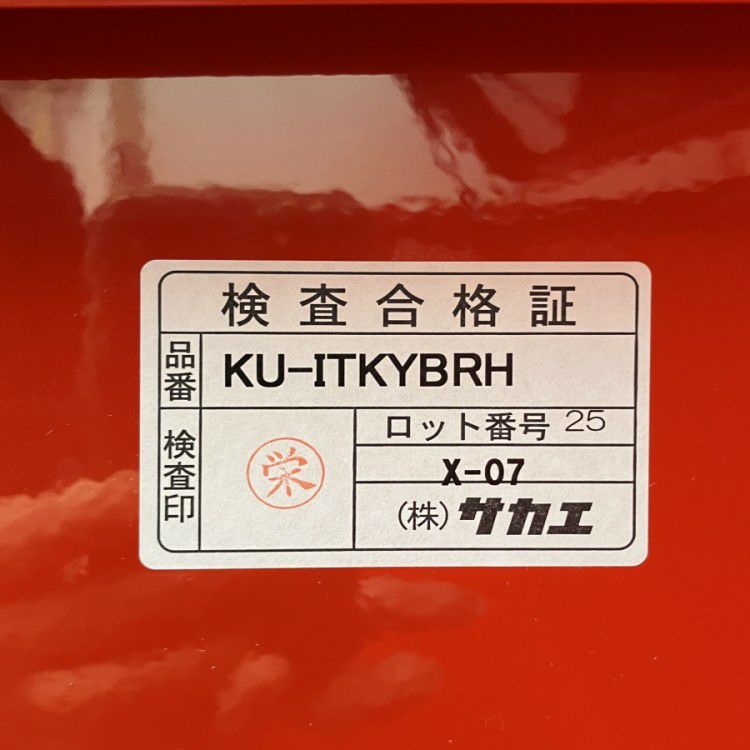 検査合格証
品番 KU-ITKYBRH
検査印 栄
ロット番号 25
X-07
(株)サカエ